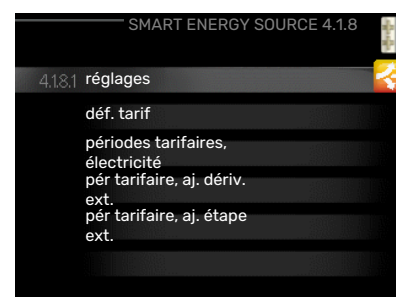 SMART ENERGY SOURCE 4.1.8
4.1.8.1 réglages
déf. tarif
périodes tarifaires,
électricité
pér tarifaire, aj. dériv.
ext.
pér tarifaire, aj. étape
ext.